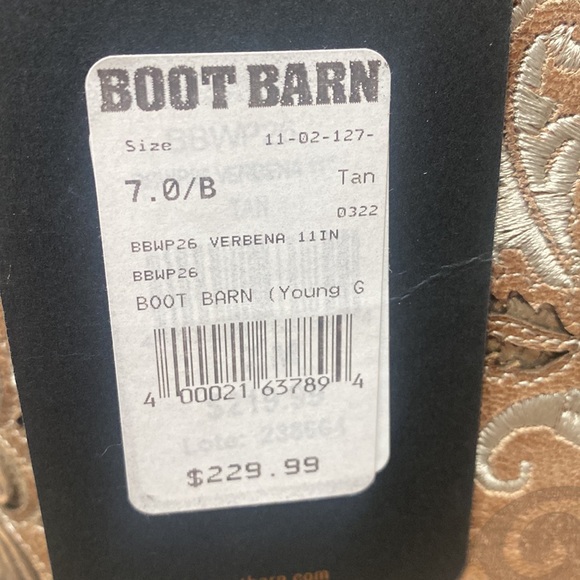 BOOT BARN
Size 11-02-127-
7.0/B Tan
0322
BBWP26 VERBENA 11IN
BBWP26
BOOT BARN (Young G
4 00021 63789 4
$229.99